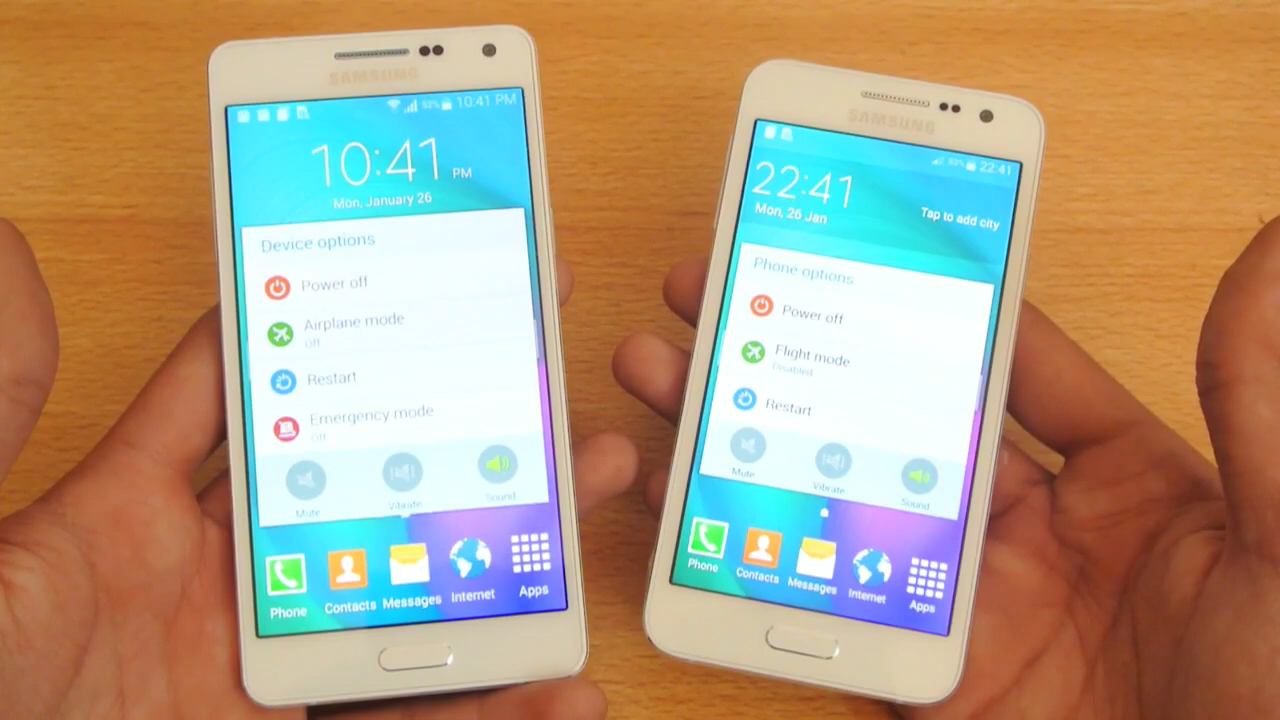 SAMSUNG
10:41 PM
10:41 PM
Mon, January 26
Device options
Power off
Airplane mode
Off
Restart
Emergency mode
Off
Mute
Vibrate
Sound
Phone
Contacts
Messages
Internet
Apps
SAMSUNG
22:41
22:41
Mon, 26 Jan
Tap to add city
Phone options
Power off
Flight mode
Disabled
Restart
Mute
Vibrate
Sound
Phone
Contacts
Messages
Internet
Apps